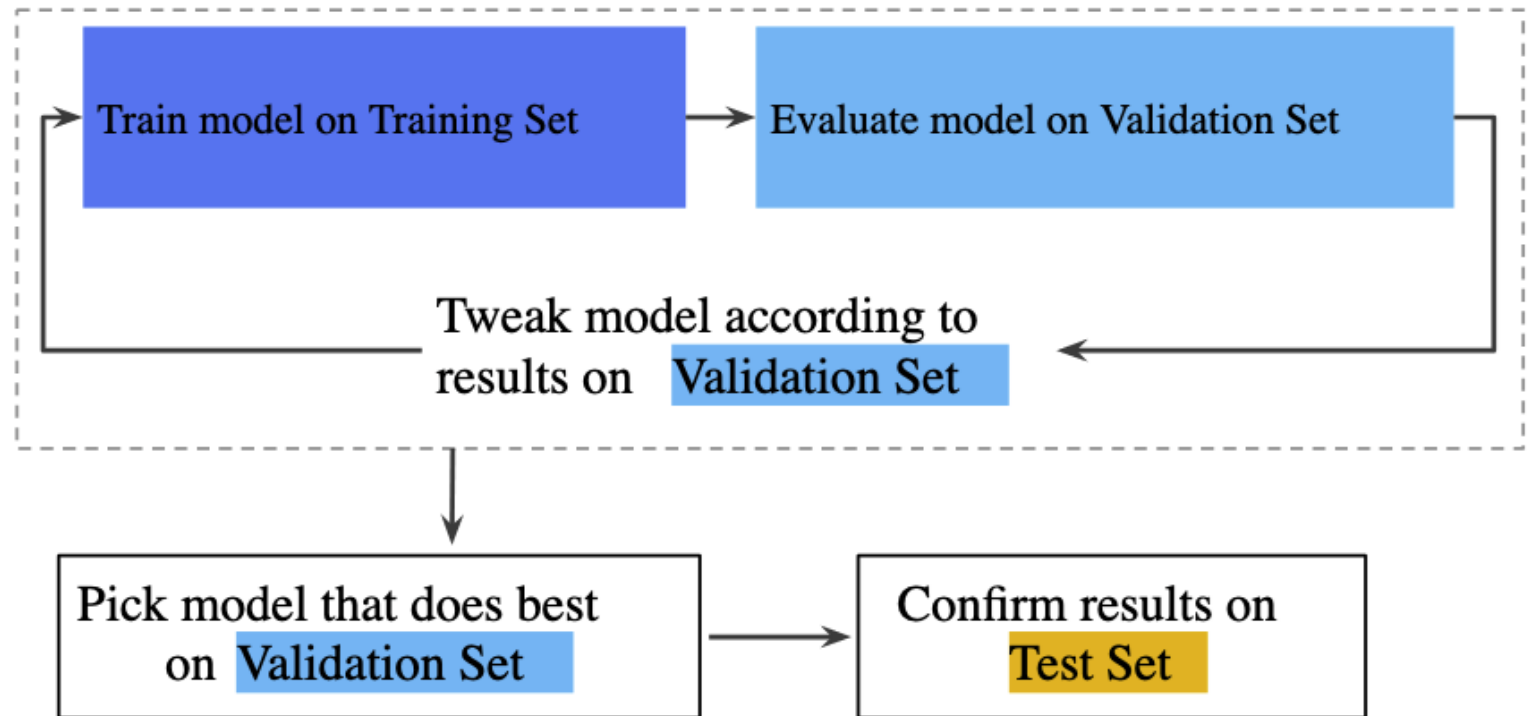 Train model on Training Set
Evaluate model on Validation Set
Tweak model according to
results on Validation Set
Pick model that does best
on Validation Set
Confirm results on
Test Set